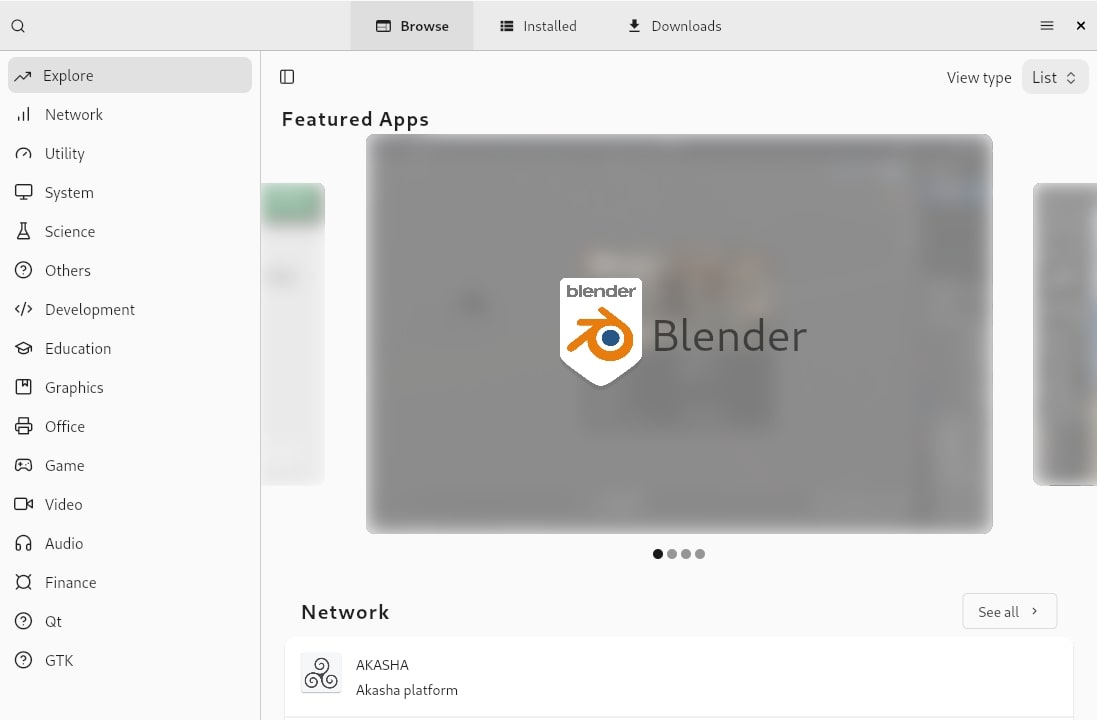 Browse
Installed
Downloads
Explore
Network
Utility
System
Science
Others
Development
Education
Graphics
Office
Game
Video
Audio
Finance
Qt
GTK
View type
List
Featured Apps
blender
Blender
Network
See all
AKASHA
Akasha platform